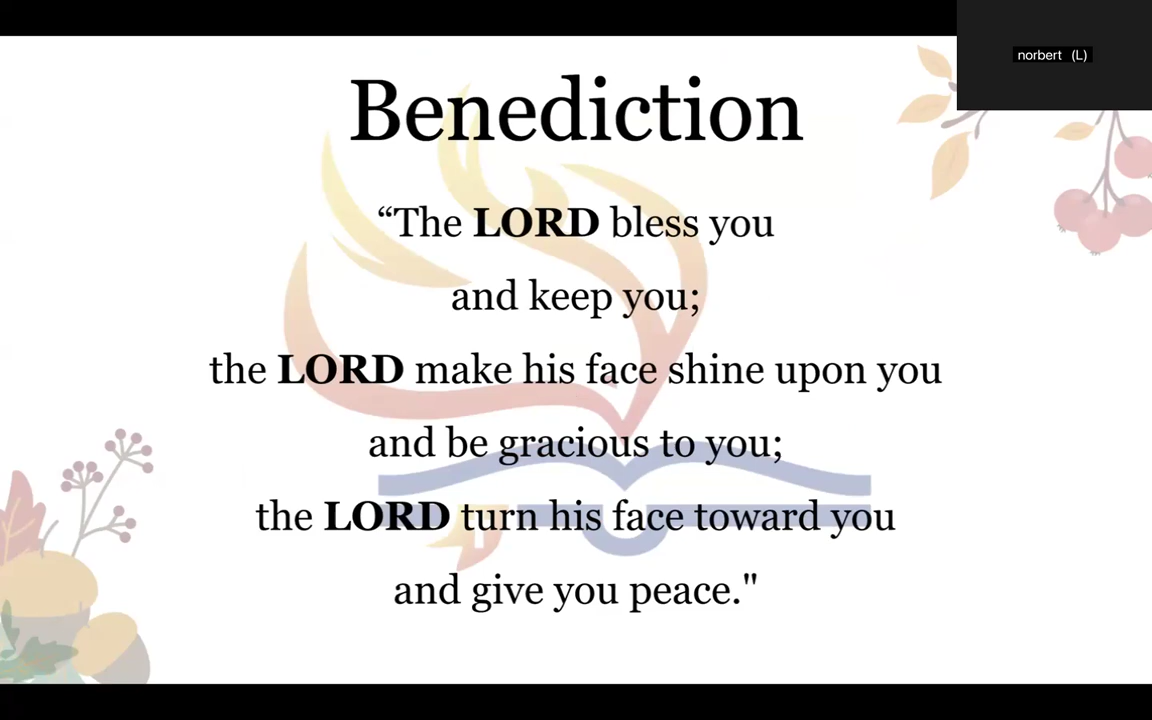 norbert (L)
Benediction
“The LORD bless you
and keep you;
the LORD make his face shine upon you
and be gracious to you;
the LORD turn his face toward you
and give you peace."